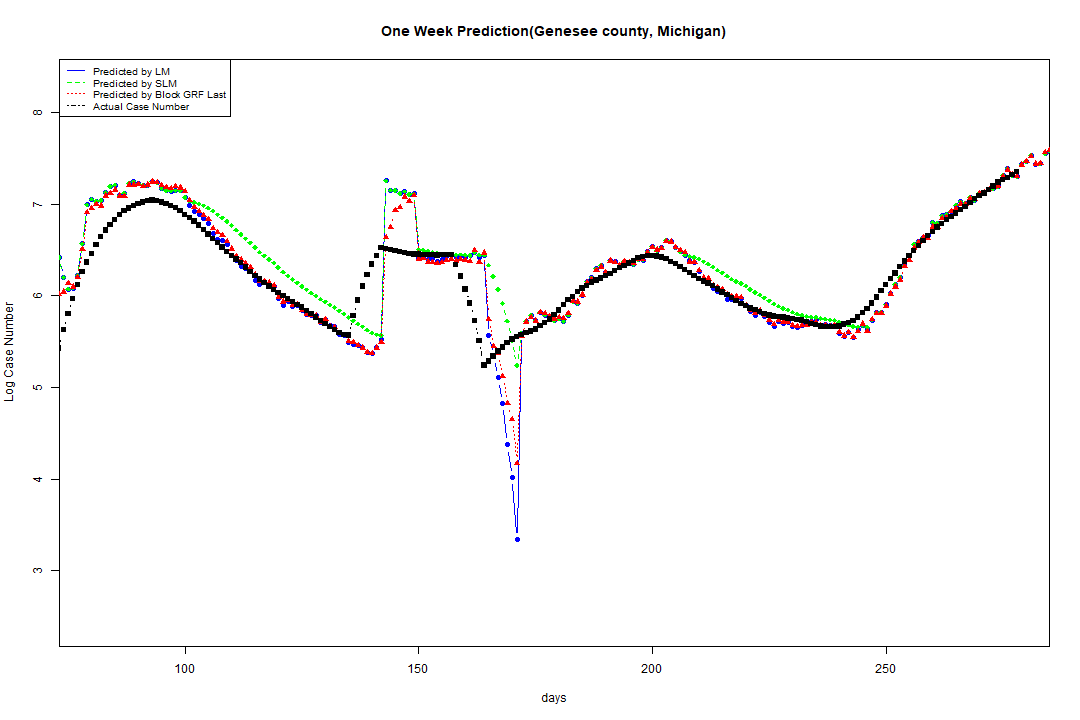 One Week Prediction(Genesee county, Michigan)
Predicted by LM
Predicted by SLM
Predicted by Block GRF Last
Actual Case Number
8
7
6
5
4
3
Log Case Number
100 150 200 250
days